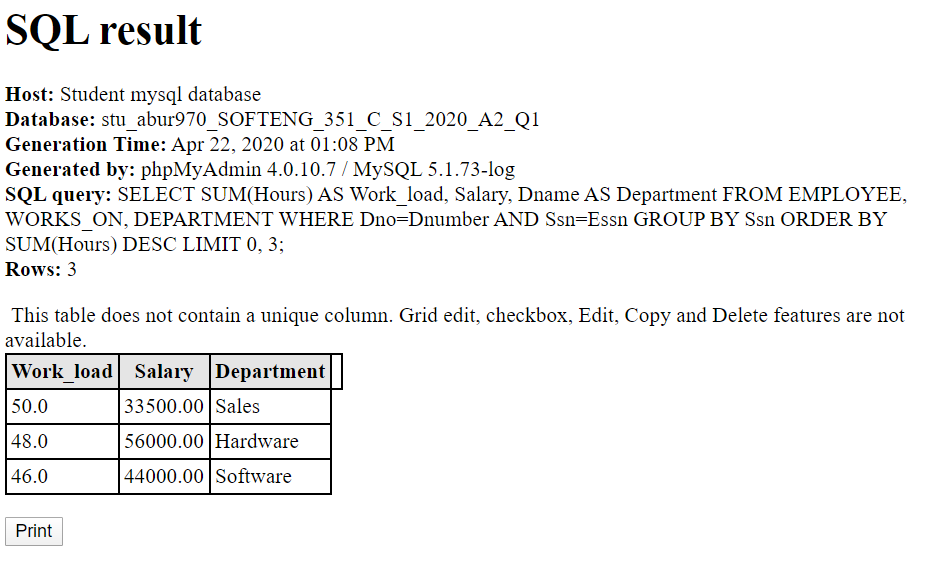 SQL result
Host: Student mysql database
Database: stu_abur970_SOFTENG_351_C_S1_2020_A2_Q1
Generation Time: Apr 22, 2020 at 01:08 PM
Generated by: phpMyAdmin 4.0.10.7 / MySQL 5.1.73-log
SQL query: SELECT SUM(Hours) AS Work_load, Salary, Dname AS Department FROM EMPLOYEE,
WORKS_ON, DEPARTMENT WHERE Dno=Dnumber AND Ssn=Essn GROUP BY Ssn ORDER BY
SUM(Hours) DESC LIMIT 0, 3;
Rows: 3
This table does not contain a unique column. Grid edit, checkbox, Edit, Copy and Delete features are not
available.
Work_load Salary Department
50.0 33500.00 Sales
48.0 56000.00 Hardware
46.0 44000.00 Software
Print